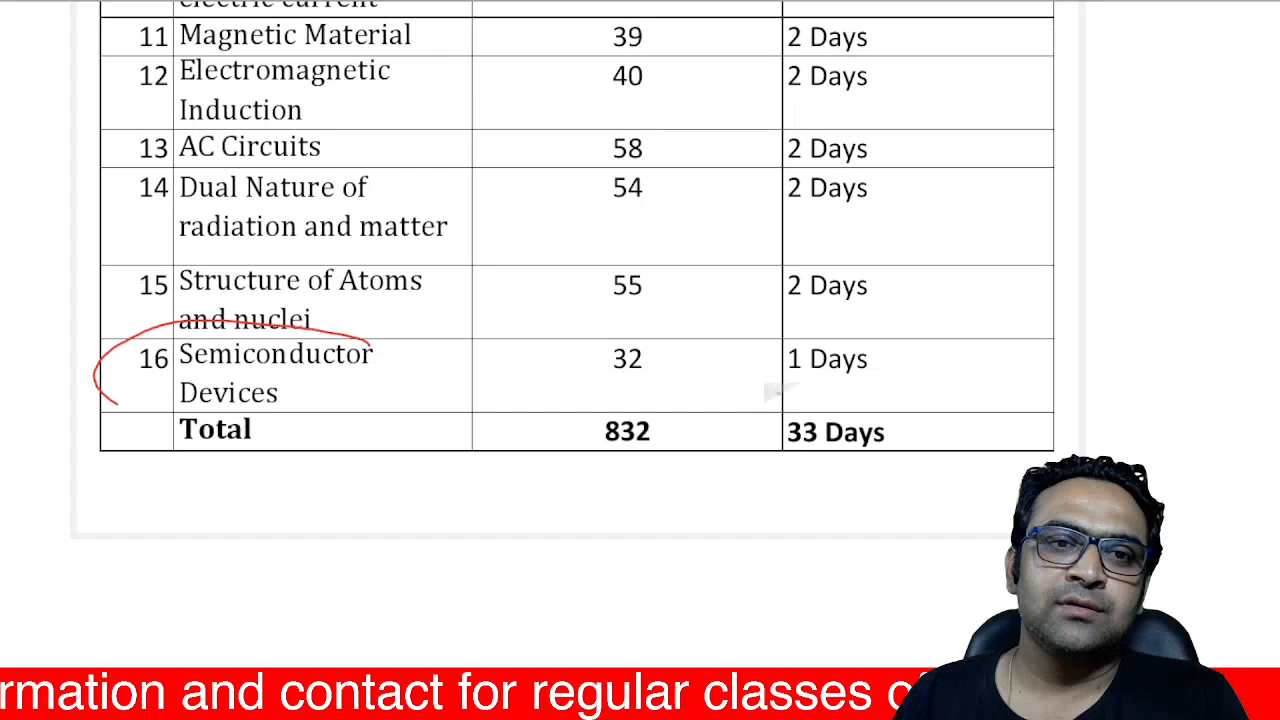 electric current
11 Magnetic Material 39 2 Days
12 Electromagnetic 40 2 Days
Induction
13 AC Circuits 58 2 Days
14 Dual Nature of 54 2 Days
radiation and matter
15 Structure of Atoms 55 2 Days
and nuclei
16 Semiconductor 32 1 Days
Devices
Total 832 33 Days
rmation and contact for regular classes